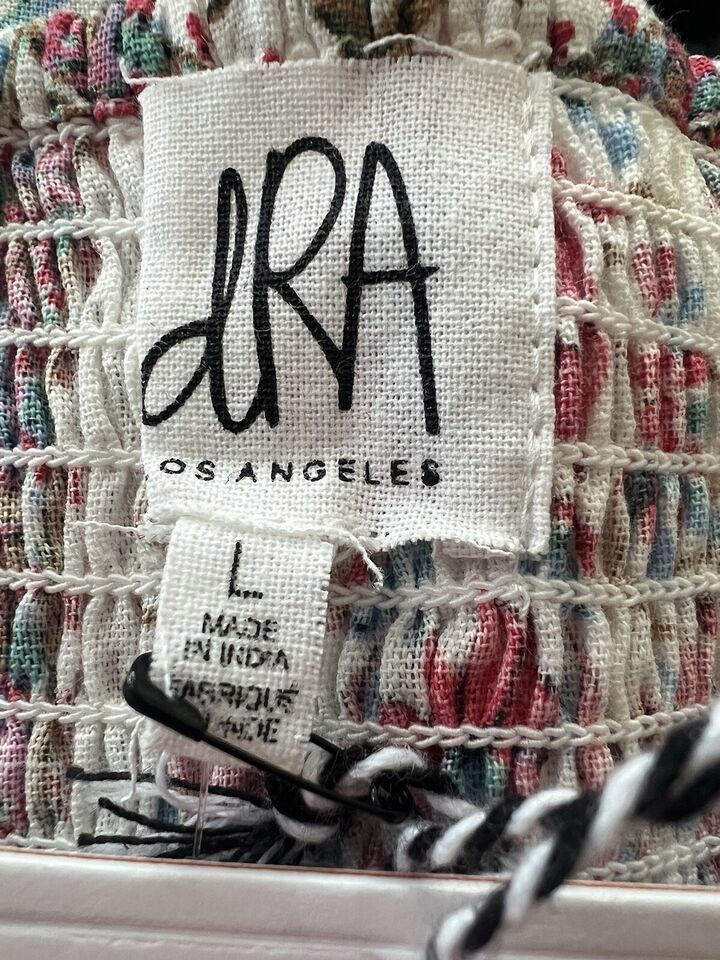 dRA
OS ANGELES
L
MADE
IN INDIA
FABRIQUÉ
INDE